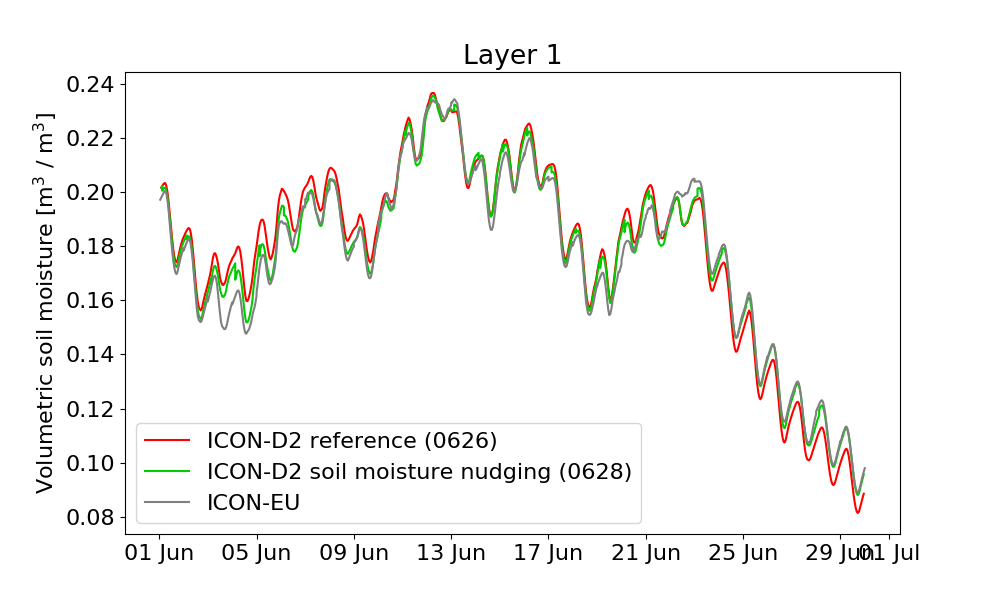 Layer 1
Volumetric soil moisture [m³ / m³]
0.24
0.22
0.20
0.18
0.16
0.14
0.12
0.10
0.08
ICON-D2 reference (0626)
ICON-D2 soil moisture nudging (0628)
ICON-EU
01 Jun 05 Jun 09 Jun 13 Jun 17 Jun 21 Jun 25 Jun 29 Jun 01 Jul